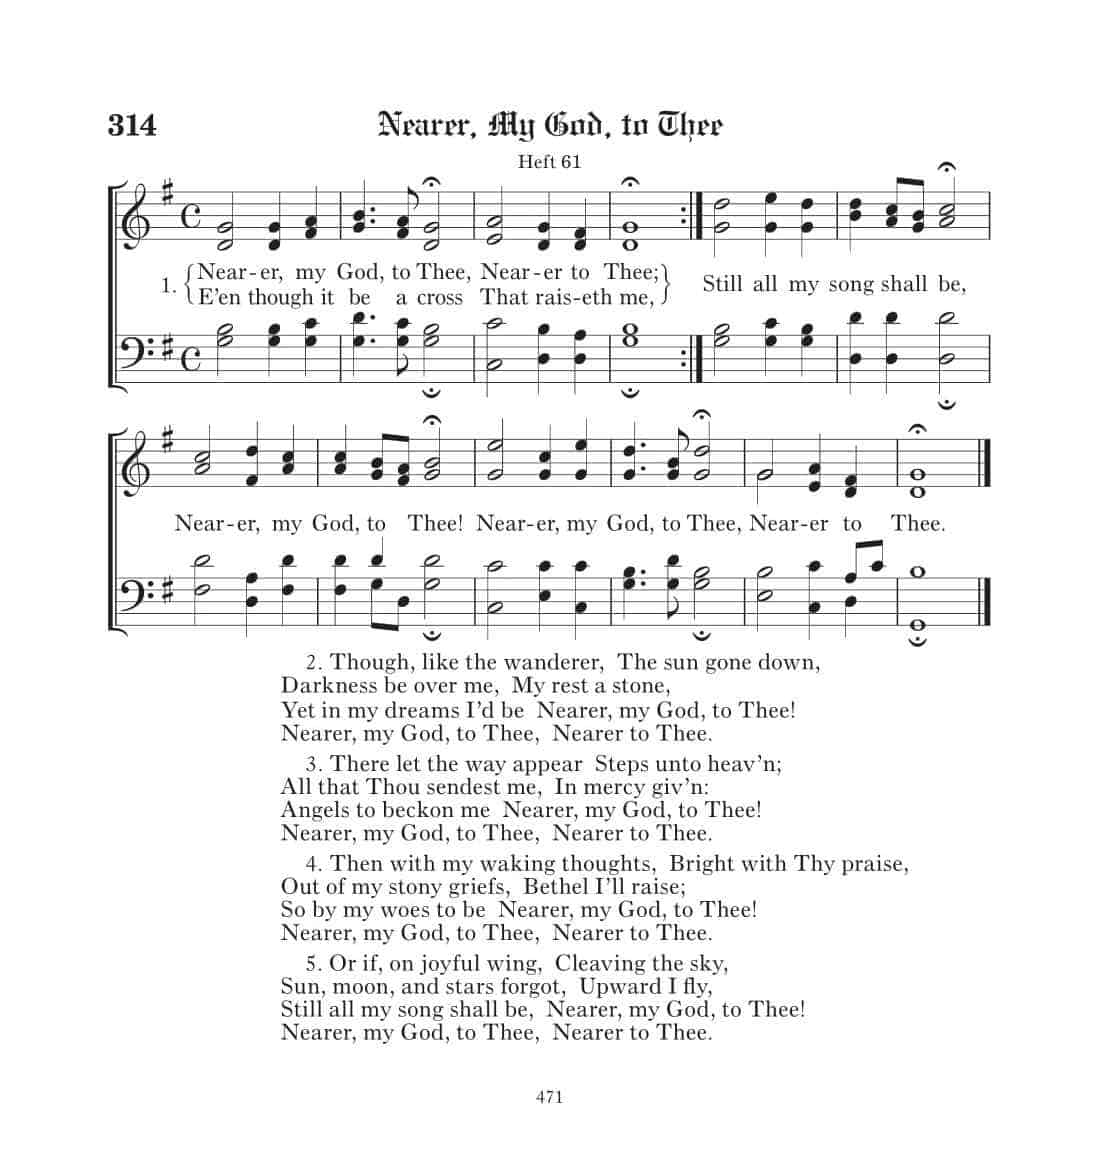 314 Nearer, My God, to Thee
Heft 61
1. Near-er, my God, to Thee, Near-er to Thee; Still all my song shall be,
E'en though it be a cross That rais-eth me,
Near-er, my God, to Thee! Near-er, my God, to Thee, Near-er to Thee.
2. Though, like the wanderer, The sun gone down,
Darkness be over me, My rest a stone,
Yet in my dreams I'd be Nearer, my God, to Thee!
Nearer, my God, to Thee, Nearer to Thee.
3. There let the way appear Steps unto heav'n;
All that Thou sendest me, In mercy giv'n:
Angels to beckon me Nearer, my God, to Thee!
Nearer, my God, to Thee, Nearer to Thee.
4. Then with my waking thoughts, Bright with Thy praise,
Out of my stony griefs, Bethel I'll raise;
So by my woes to be Nearer, my God, to Thee!
Nearer, my God, to Thee, Nearer to Thee.
5. Or if, on joyful wing, Cleaving the sky,
Sun, moon, and stars forgot, Upward I fly,
Still all my song shall be, Nearer, my God, to Thee!
Nearer, my God, to Thee, Nearer to Thee.
471